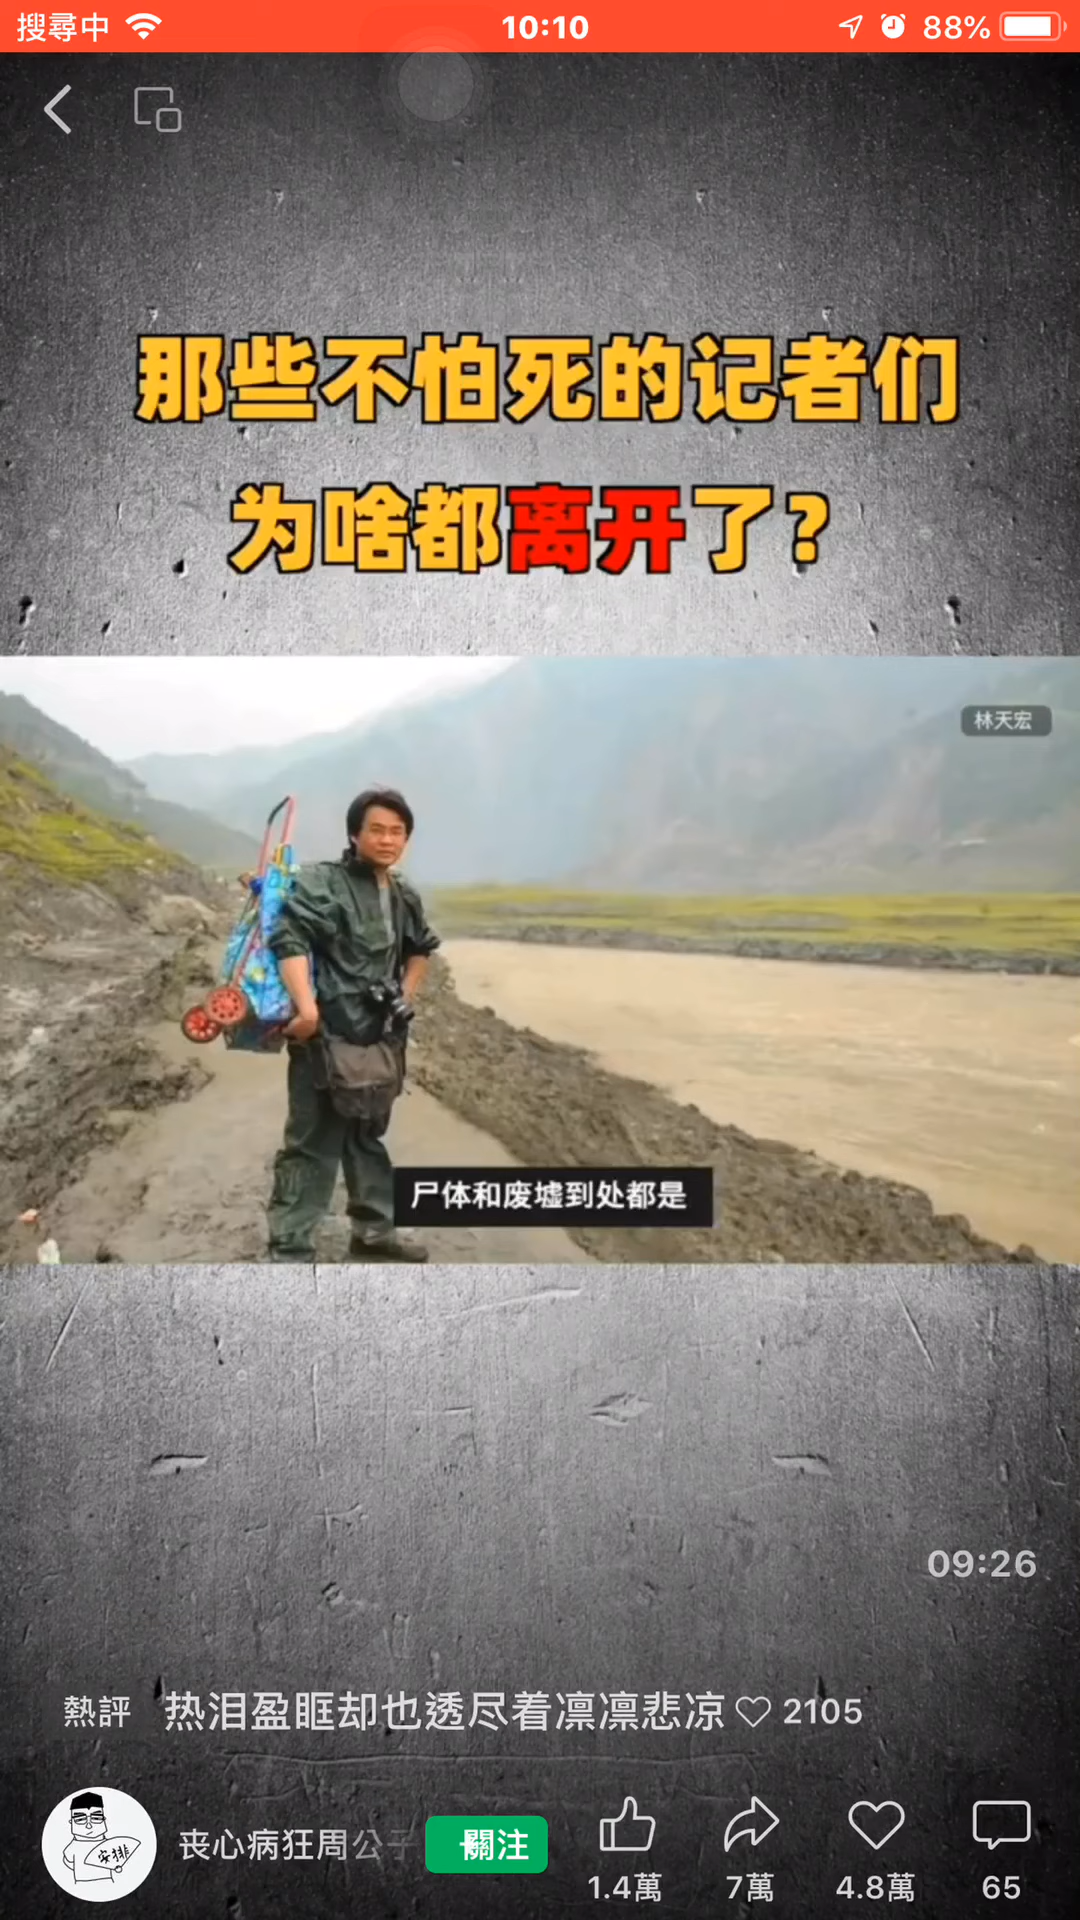 搜尋中
10:10
88%
那些不怕死的记者们
为啥都离开了?
林天宏
尸体和废墟到处都是
09:26
熱評 热泪盈眶却也透尽着凛凛悲凉 2105
安排
丧心病狂周公子
關注
1.4萬
7萬
4.8萬
65